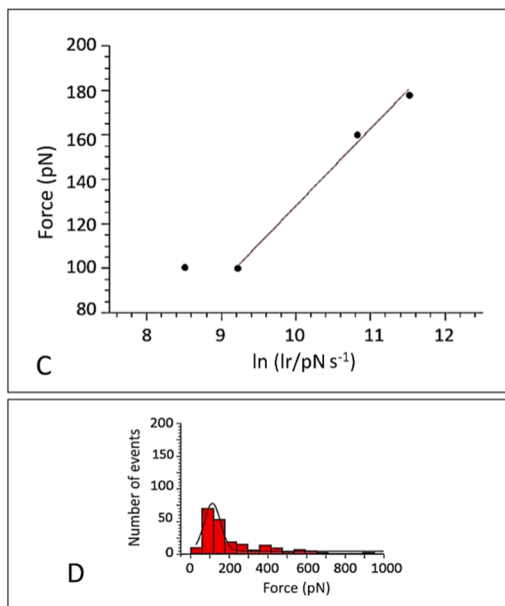 200
180
160
140
120
100
80
Force (pN)
8 9 10 11 12
ln (lr/pN s⁻¹)
C
200
150
100
50
0
Number of events
0 200 400 600 800 1000
Force (pN)
D